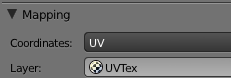 Mapping
Coordinates: UV
Layer: UVTex